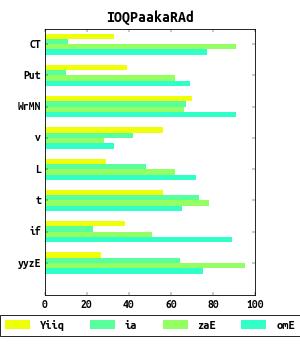 IOQPaakaRAd
CT
Put
WrMN
v
L
t
if
yyzE
0 20 40 60 80 100
Yiiq ia zaE omE